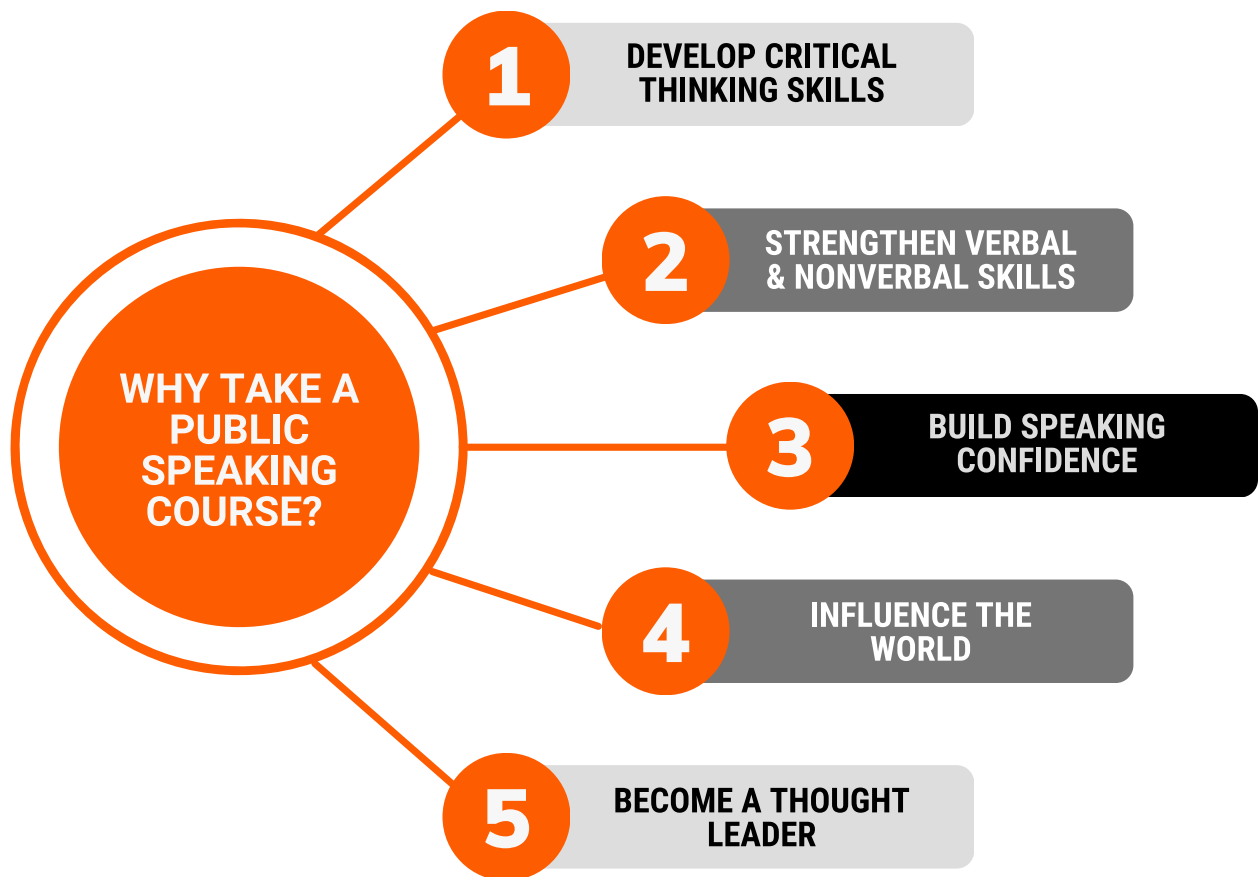 WHY TAKE A
PUBLIC
SPEAKING
COURSE?
1
DEVELOP CRITICAL
THINKING SKILLS
2
STRENGTHEN VERBAL
& NONVERBAL SKILLS
3
BUILD SPEAKING
CONFIDENCE
4
INFLUENCE THE
WORLD
5
BECOME A THOUGHT
LEADER